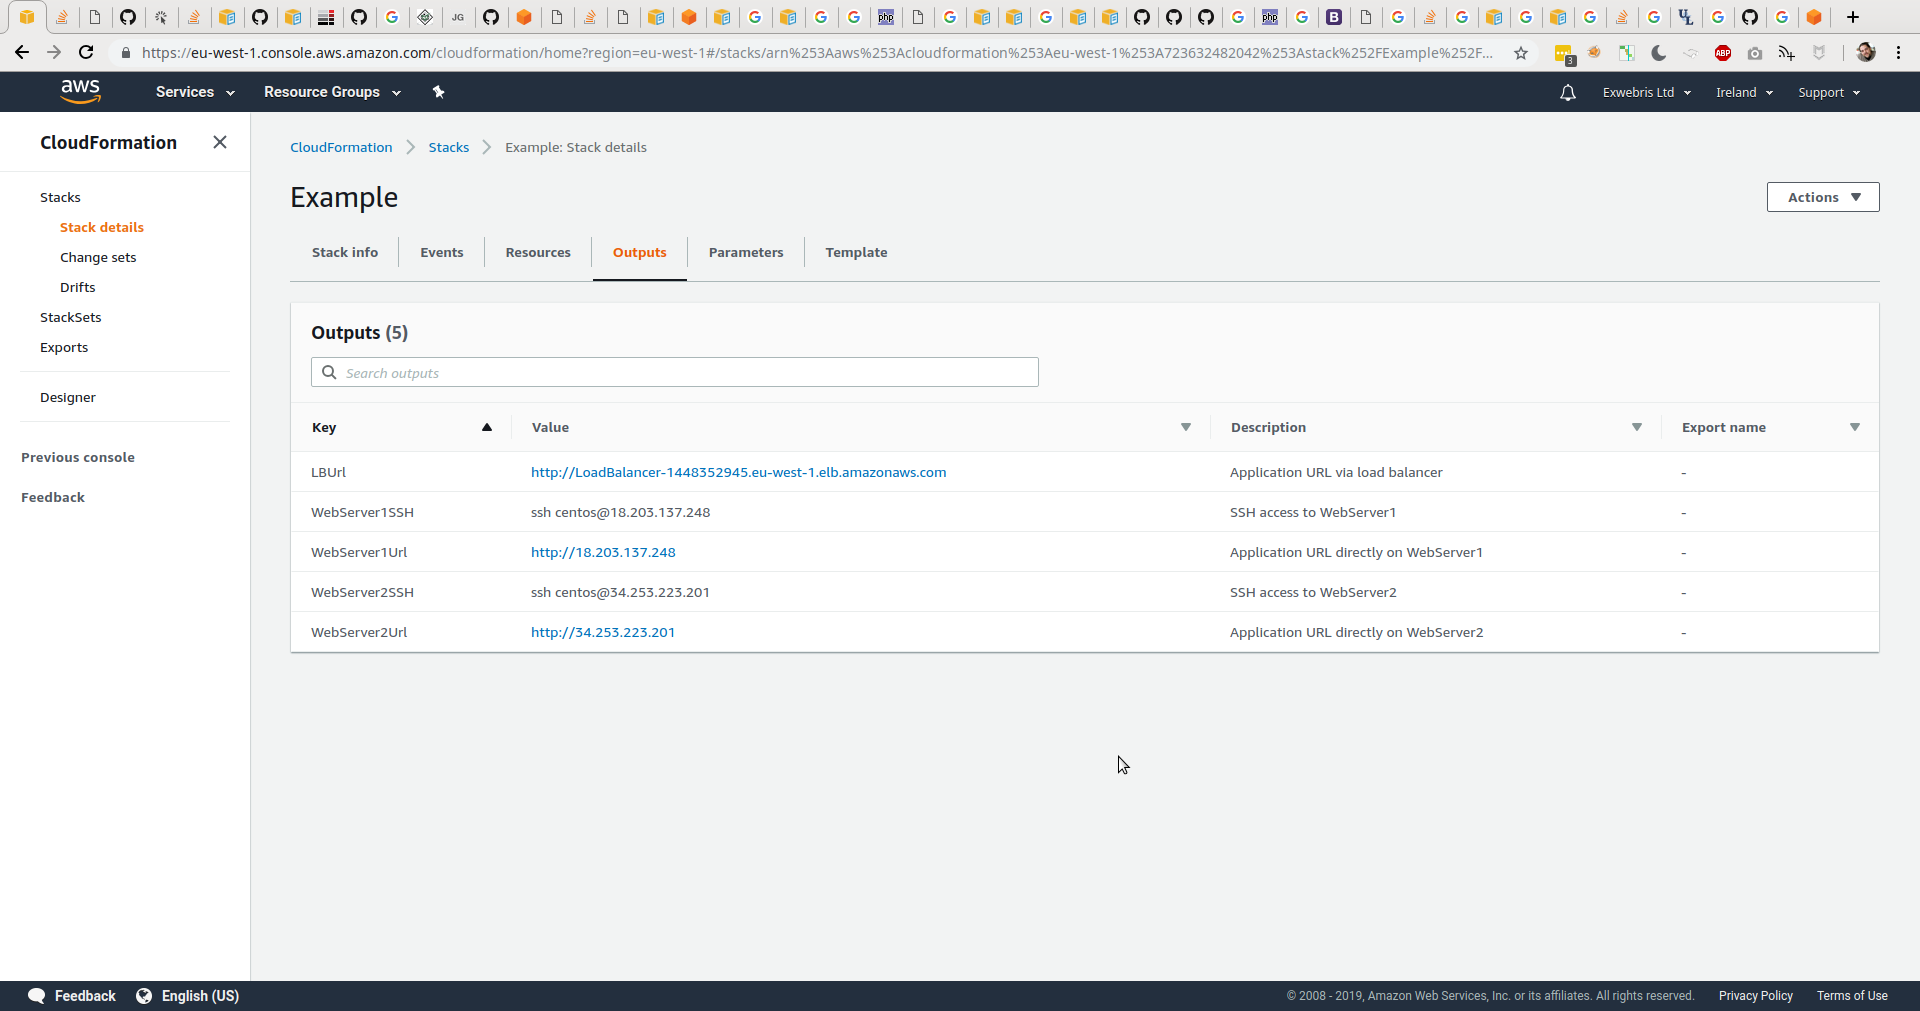 JG
php
php
B
UL
https://eu-west-1.console.aws.amazon.com/cloudformation/home?region=eu-west-1#/stacks/arn%253Aaws%253Acloudformation%253Aeu-west-1%253A723632482042%253Astack%252FExample%252F...
3
ABP
aws
Services
Resource Groups
Exwebris Ltd
Ireland
Support
CloudFormation
Stacks
Stack details
Change sets
Drifts
StackSets
Exports
Designer
Previous console
Feedback
CloudFormation > Stacks > Example: Stack details
Example
Actions
Stack info
Events
Resources
Outputs
Parameters
Template
Outputs (5)
Search outputs
Key Value Description Export name
LBUrl http://LoadBalancer-1448352945.eu-west-1.elb.amazonaws.com Application URL via load balancer -
WebServer1SSH ssh centos@18.203.137.248 SSH access to WebServer1 -
WebServer1Url http://18.203.137.248 Application URL directly on WebServer1 -
WebServer2SSH ssh centos@34.253.223.201 SSH access to WebServer2 -
WebServer2Url http://34.253.223.201 Application URL directly on WebServer2 -
Feedback
English (US)
© 2008 - 2019, Amazon Web Services, Inc. or its affiliates. All rights reserved.
Privacy Policy
Terms of Use